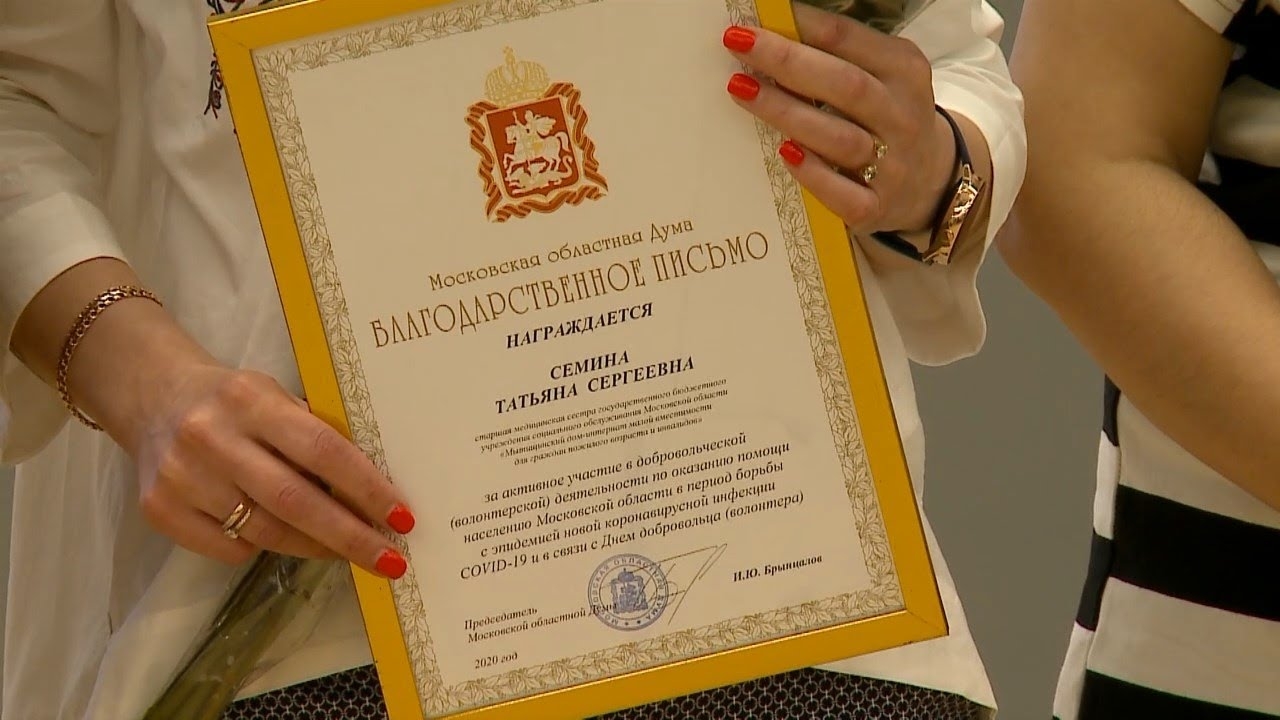 Московская областная Дума
БЛАГОДАРСТВЕННОЕ ПИСЬМО
НАГРАЖДАЕТСЯ
СЕМИНА
ТАТЬЯНА СЕРГЕЕВНА
старшая медицинская сестра государственного бюджетного
учреждения социального обслуживания Московской области
«Мытищинский дом-интернат малой вместимости
для граждан пожилого возраста и инвалидов»
за активное участие в добровольческой
(волонтерской) деятельности по оказанию помощи
населению Московской области в период борьбы
с эпидемией новой коронавирусной инфекции
COVID-19 и в связи с Днем добровольца (волонтера)
Председатель
Московской областной Думы
И.Ю. Брынцалов
МОСКОВСКАЯ ОБЛАСТНАЯ ДУМА
2020 год